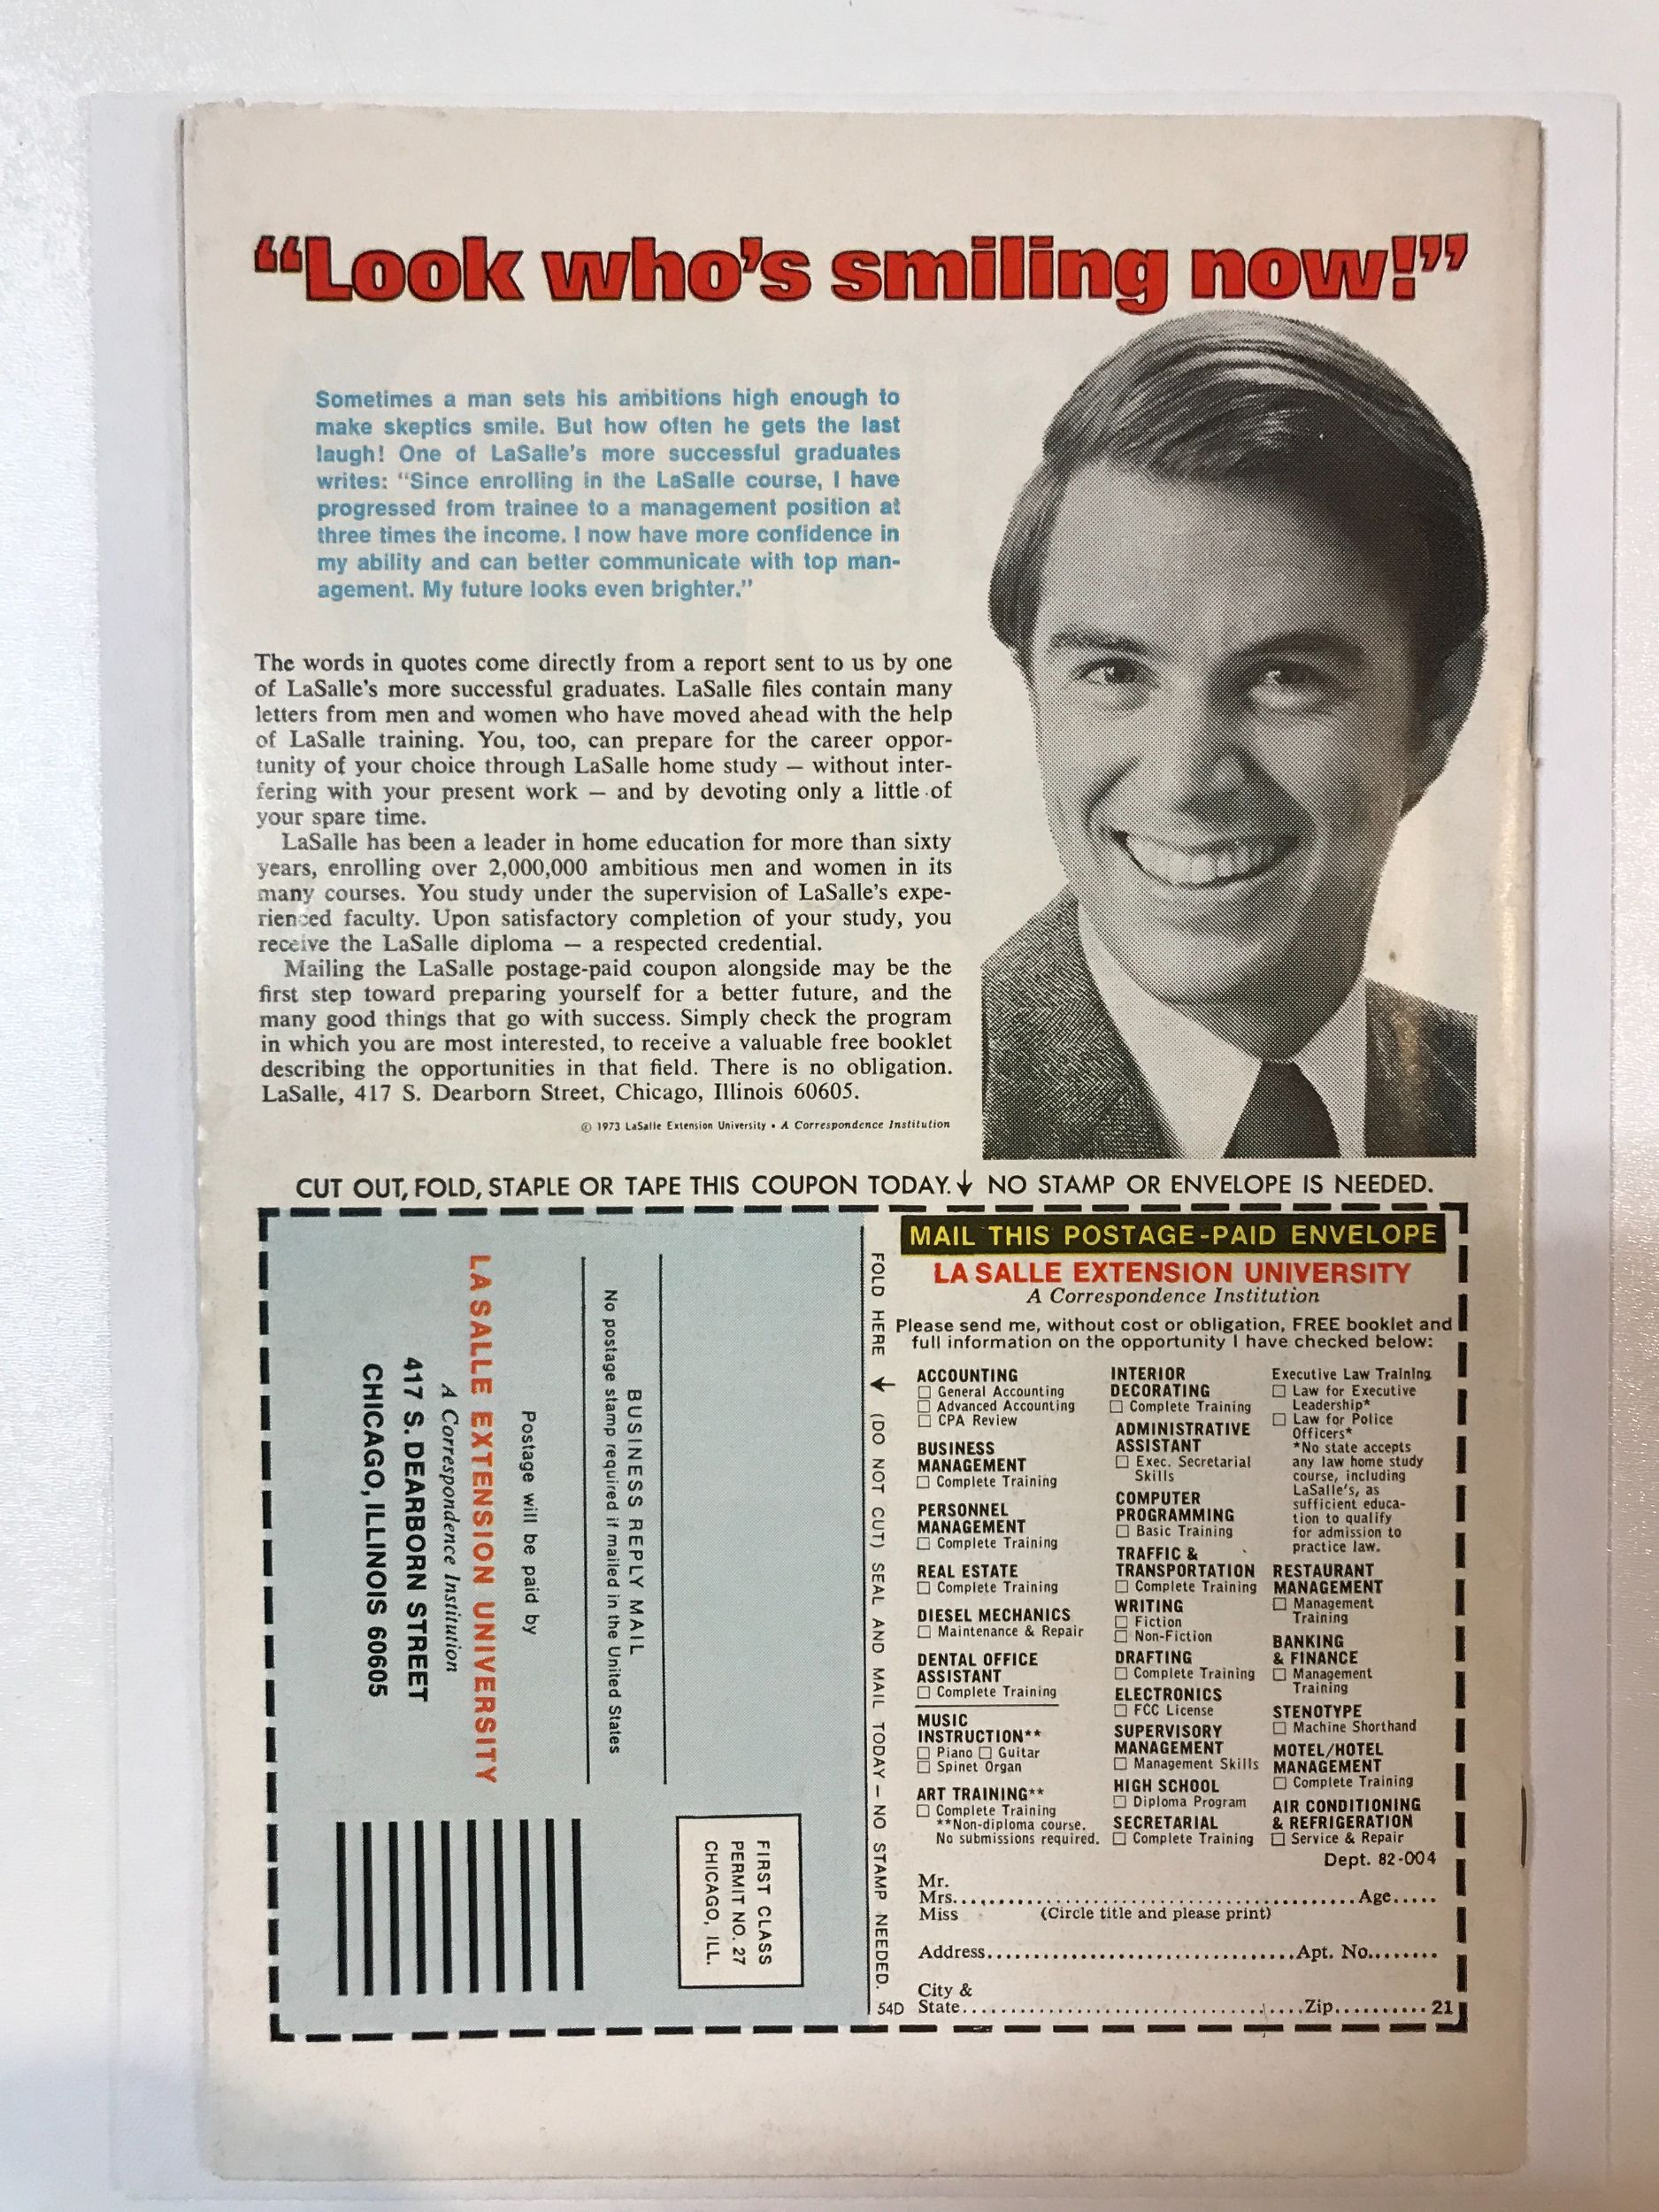 “Look who’s smiling now!”
Sometimes a man sets his ambitions high enough to
make skeptics smile. But how often he gets the last
laugh! One of LaSalle’s more successful graduates
writes: “Since enrolling in the LaSalle course, I have
progressed from trainee to a management position at
three times the income. I now have more confidence in
my ability and can better communicate with top man-
agement. My future looks even brighter.”
The words in quotes come directly from a report sent to us by one
of LaSalle’s more successful graduates. LaSalle files contain many
letters from men and women who have moved ahead with the help
of LaSalle training. You, too, can prepare for the career oppor-
tunity of your choice through LaSalle home study — without inter-
fering with your present work — and by devoting only a little of
your spare time.
LaSalle has been a leader in home education for more than sixty
years, enrolling over 2,000,000 ambitious men and women in its
many courses. You study under the supervision of LaSalle’s expe-
rienced faculty. Upon satisfactory completion of your study, you
receive the LaSalle diploma — a respected credential.
Mailing the LaSalle postage-paid coupon alongside may be the
first step toward preparing yourself for a better future, and the
many good things that go with success. Simply check the program
in which you are most interested, to receive a valuable free booklet
describing the opportunities in that field. There is no obligation.
LaSalle, 417 S. Dearborn Street, Chicago, Illinois 60605.
© 1973 LaSalle Extension University • A Correspondence Institution
CUT OUT, FOLD, STAPLE OR TAPE THIS COUPON TODAY. ↓ NO STAMP OR ENVELOPE IS NEEDED.
FIRST CLASS
PERMIT NO. 27
CHICAGO, ILL.
BUSINESS REPLY MAIL
No postage stamp required if mailed in the United States
Postage will be paid by
LA SALLE EXTENSION UNIVERSITY
A Correspondence Institution
417 S. DEARBORN STREET
CHICAGO, ILLINOIS 60605
FOLD HERE ↓ (DO NOT CUT) SEAL AND MAIL TODAY — NO STAMP NEEDED.
MAIL THIS POSTAGE-PAID ENVELOPE
LA SALLE EXTENSION UNIVERSITY
A Correspondence Institution
Please send me, without cost or obligation, FREE booklet and
full information on the opportunity I have checked below:
ACCOUNTING
☐ General Accounting
☐ Advanced Accounting
☐ CPA Review
BUSINESS
MANAGEMENT
☐ Complete Training
PERSONNEL
MANAGEMENT
☐ Complete Training
REAL ESTATE
☐ Complete Training
DIESEL MECHANICS
☐ Maintenance & Repair
DENTAL OFFICE
ASSISTANT
☐ Complete Training
MUSIC
INSTRUCTION**
☐ Piano ☐ Guitar
☐ Spinet Organ
ART TRAINING**
☐ Complete Training
**Non-diploma course.
No submissions required.
INTERIOR
DECORATING
☐ Complete Training
ADMINISTRATIVE
ASSISTANT
☐ Exec. Secretarial
Skills
COMPUTER
PROGRAMMING
☐ Basic Training
TRAFFIC &
TRANSPORTATION
☐ Complete Training
WRITING
☐ Fiction
☐ Non-Fiction
DRAFTING
☐ Complete Training
ELECTRONICS
☐ FCC License
SUPERVISORY
MANAGEMENT
☐ Management Skills
HIGH SCHOOL
☐ Diploma Program
SECRETARIAL
☐ Complete Training
Executive Law Training
☐ Law for Executive
Leadership*
☐ Law for Police
Officers*
*No state accepts
any law home study
course, including
LaSalle’s, as
sufficient educa-
tion to qualify
for admission to
practice law.
RESTAURANT
MANAGEMENT
☐ Management
Training
BANKING
& FINANCE
☐ Management
Training
STENOTYPE
☐ Machine Shorthand
MOTEL/HOTEL
MANAGEMENT
☐ Complete Training
AIR CONDITIONING
& REFRIGERATION
☐ Service & Repair
Dept. 82-004
Mr.
Mrs. Age
Miss (Circle title and please print)
Address Apt. No.
City &
54D State Zip 21